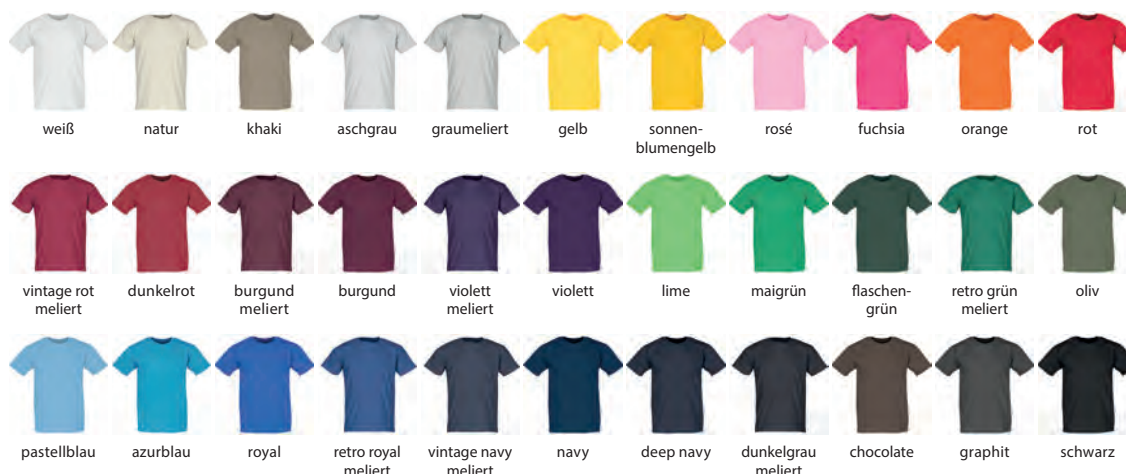 weiß
natur
khaki
aschgrau
graumeliert
gelb
sonnen-
blumengelb
rosé
fuchsia
orange
rot
vintage rot
meliert
dunkelrot
burgund
meliert
burgund
violett
meliert
violett
lime
maigrün
flaschen-
grün
retro grün
meliert
oliv
pastellblau
azurblau
royal
retro royal
meliert
vintage navy
meliert
navy
deep navy
dunkelgrau
meliert
chocolate
graphit
schwarz